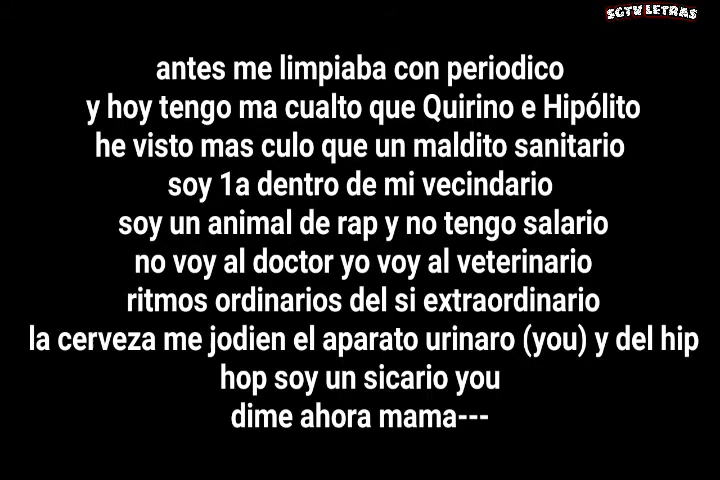 SGTV LETRAS
antes me limpiaba con periodico
y hoy tengo ma cualto que Quirino e Hipólito
he visto mas culo que un maldito sanitario
soy 1a dentro de mi vecindario
soy un animal de rap y no tengo salario
no voy al doctor yo voy al veterinario
ritmos ordinarios del si extraordinario
la cerveza me jodien el aparato urinaro (you) y del hip
hop soy un sicario you
dime ahora mama---